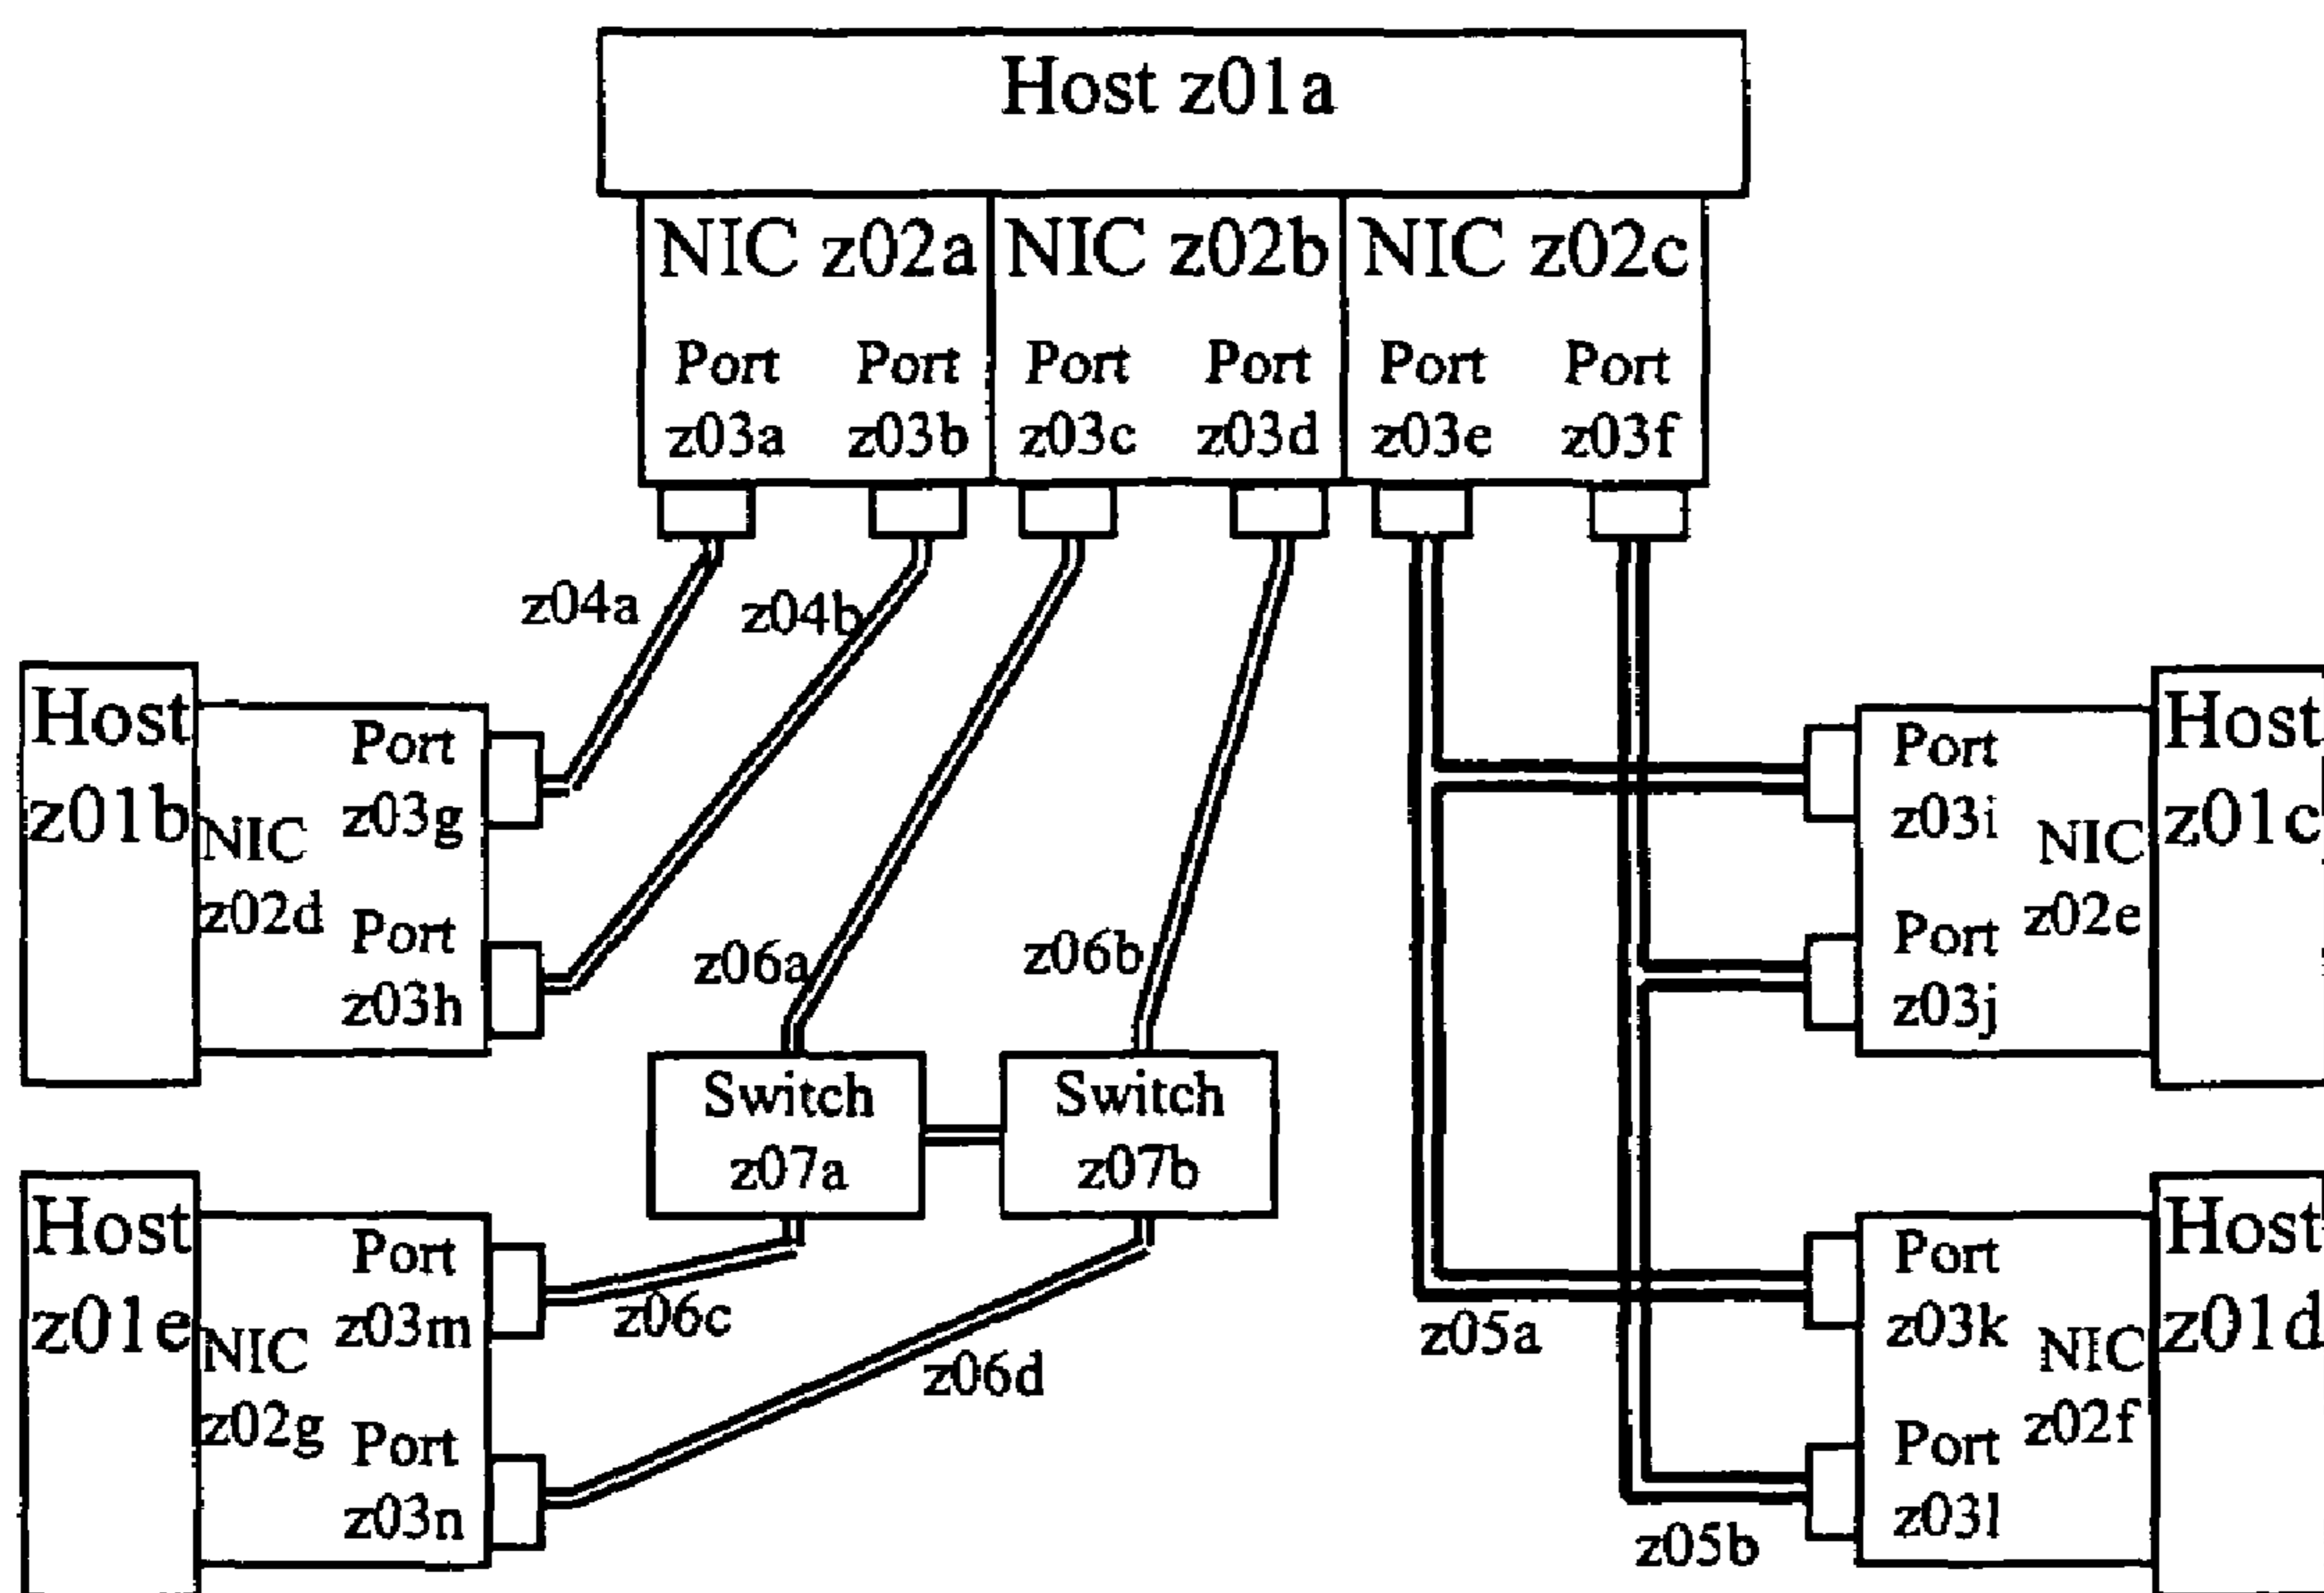 Host z01a
NIC z02a
NIC z02b
NIC z02c
Port
z03a
Port
z03b
Port
z03c
Port
z03d
Port
z03e
Port
z03f
z04a
z04b
Host
z01b
NIC
z02d
Port
z03g
Port
z03h
z06a
z06b
Port
z03i
Port
z03j
NIC
z02e
Host
z01c
Switch
z07a
Switch
z07b
Host
z01e
NIC
z02g
Port
z03m
Port
z03n
z06c
z06d
z05a
z05b
Port
z03k
Port
z03l
NIC
z02f
Host
z01d